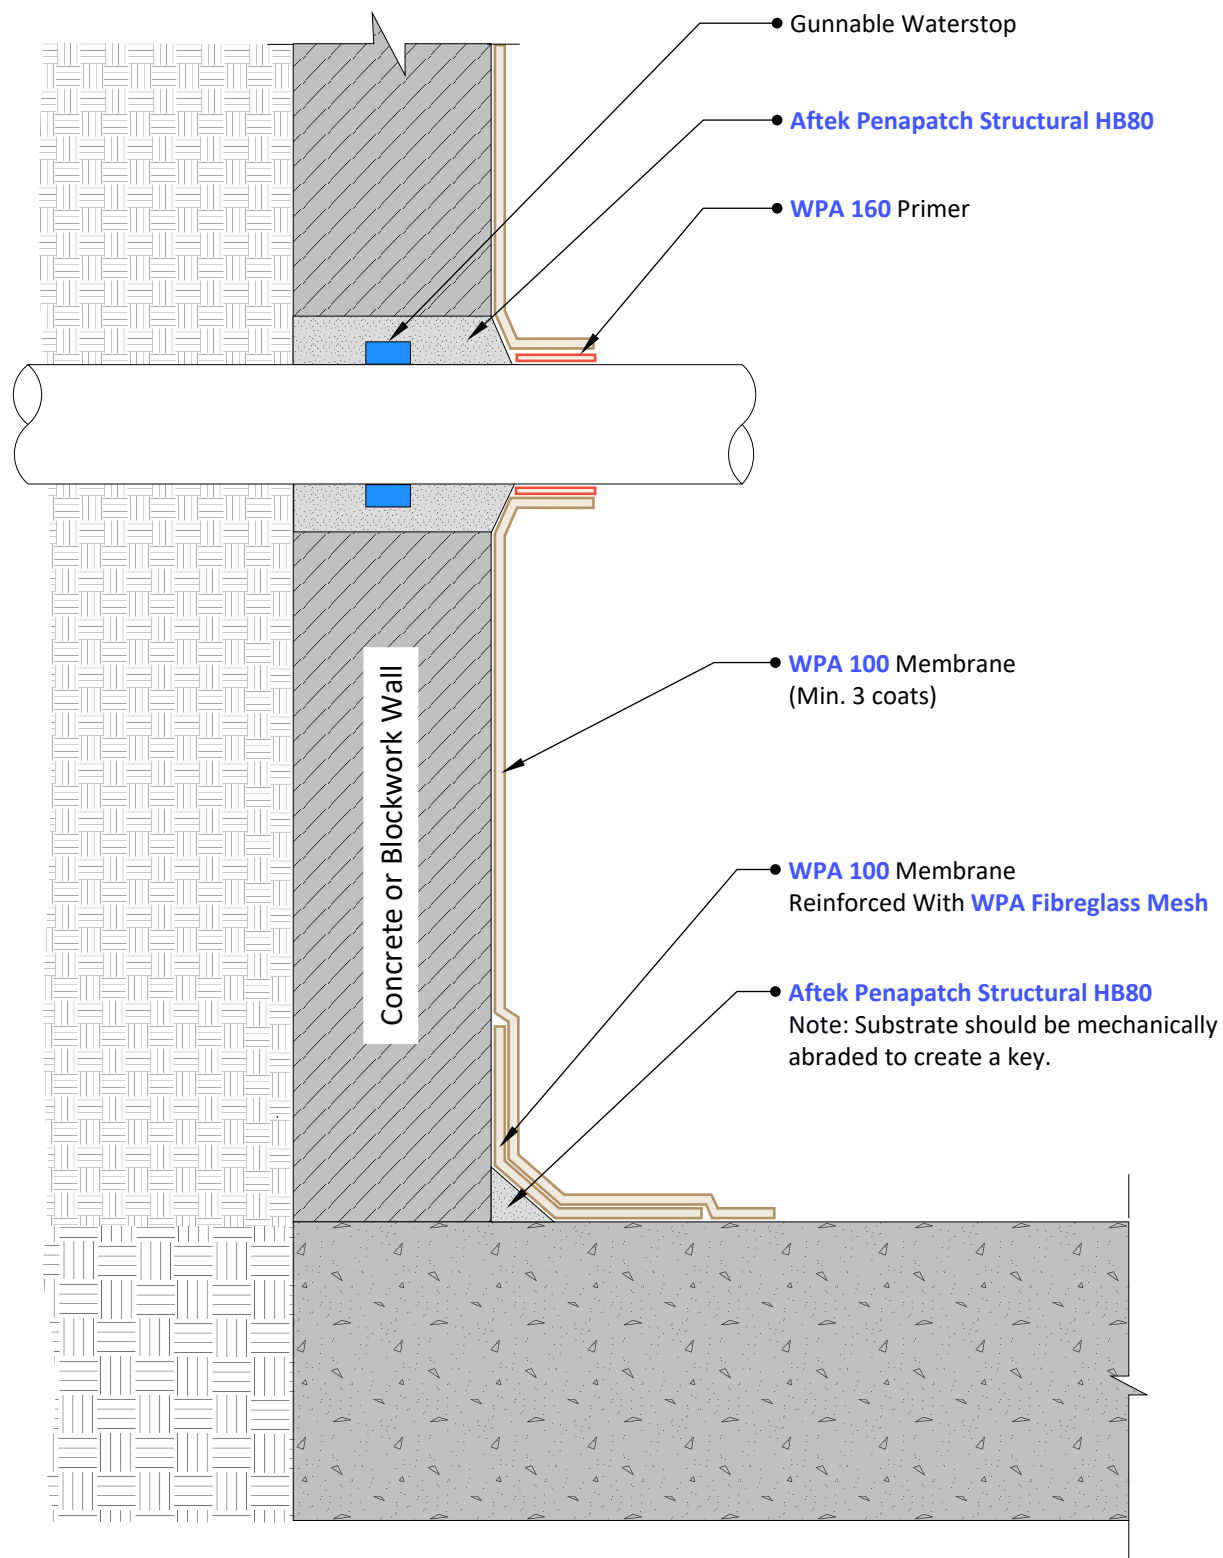 Gunnable Waterstop
Aftek Penapatch Structural HB80
WPA 160 Primer
Concrete or Blockwork Wall
WPA 100 Membrane
(Min. 3 coats)
WPA 100 Membrane
Reinforced With WPA Fibreglass Mesh
Aftek Penapatch Structural HB80
Note: Substrate should be mechanically
abraded to create a key.